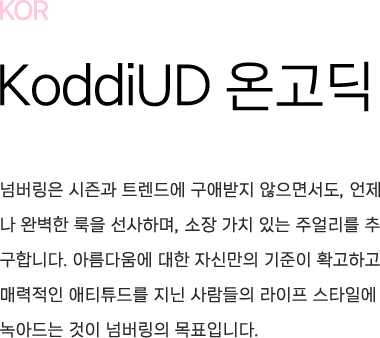 KOR
KoddiUD 온고딕
넘버링은 시즌과 트렌드에 구애받지 않으면서도, 언제
나 완벽한 룩을 선사하며, 소장 가치 있는 주얼리를 추
구합니다. 아름다움에 대한 자신만의 기준이 확고하고
매력적인 애티튜드를 지닌 사람들의 라이프 스타일에
녹아드는 것이 넘버링의 목표입니다.